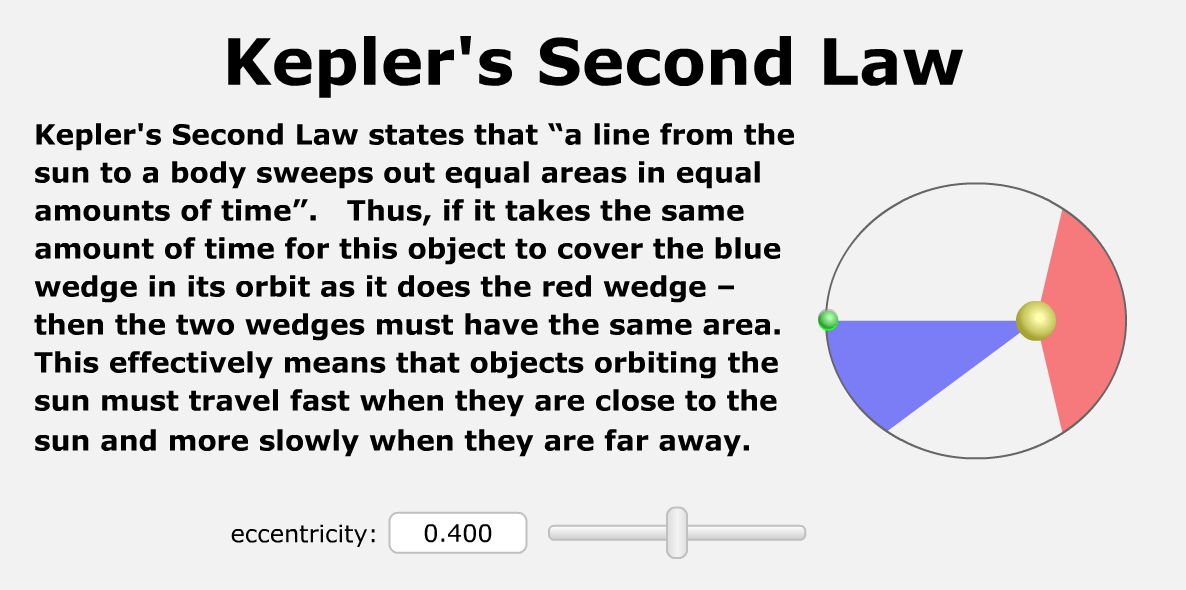 Kepler's Second Law
Kepler's Second Law states that “a line from the
sun to a body sweeps out equal areas in equal
amounts of time”.   Thus, if it takes the same
amount of time for this object to cover the blue
wedge in its orbit as it does the red wedge –
then the two wedges must have the same area.
This effectively means that objects orbiting the
sun must travel fast when they are close to the
sun and more slowly when they are far away.
eccentricity: 0.400